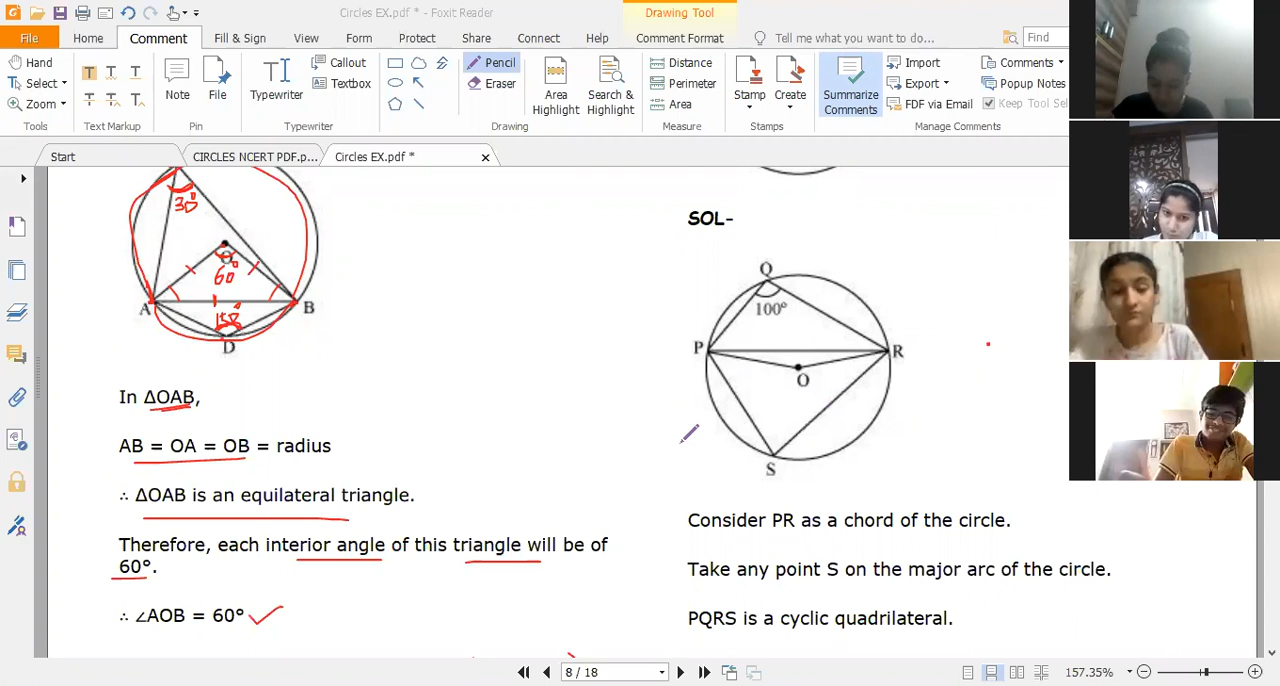 Circles EX.pdf * - Foxit Reader
Drawing Tool
File Home Comment Fill & Sign View Form Protect Share Connect Help Comment Format Tell me what you want to do... Find
Hand
Select
Zoom
Tools
T T T
T T T
Text Markup
Note
File
Pin
Typewriter
Callout
Textbox
Typewriter
Pencil
Eraser
Area Highlight
Search & Highlight
Drawing
Distance
Perimeter
Area
Measure
Stamp
Create
Stamps
Summarize Comments
Import
Export
FDF via Email
Comments
Popup Notes
Keep Tool Sel
Manage Comments
Start
CIRCLES NCERT PDF.p...
Circles EX.pdf *
30°
O
60°
A
B
150°
D
In ΔOAB,
AB = OA = OB = radius
∴ ΔOAB is an equilateral triangle.
Therefore, each interior angle of this triangle will be of
60°.
∴ ∠AOB = 60°
SOL-
Q
100°
P
R
O
S
Consider PR as a chord of the circle.
Take any point S on the major arc of the circle.
PQRS is a cyclic quadrilateral.
8 / 18
157.35%